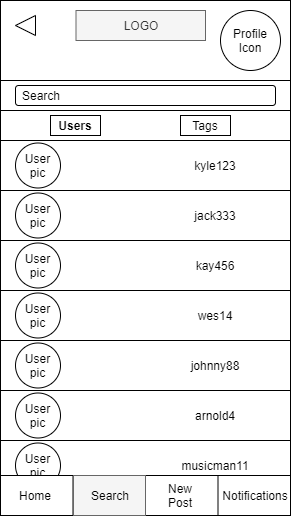 LOGO
Profile
Icon
Search
Users
Tags
User
pic
kyle123
User
pic
jack333
User
pic
kay456
User
pic
wes14
User
pic
johnny88
User
pic
arnold4
User
pic
musicman11
Home
Search
New
Post
Notifications